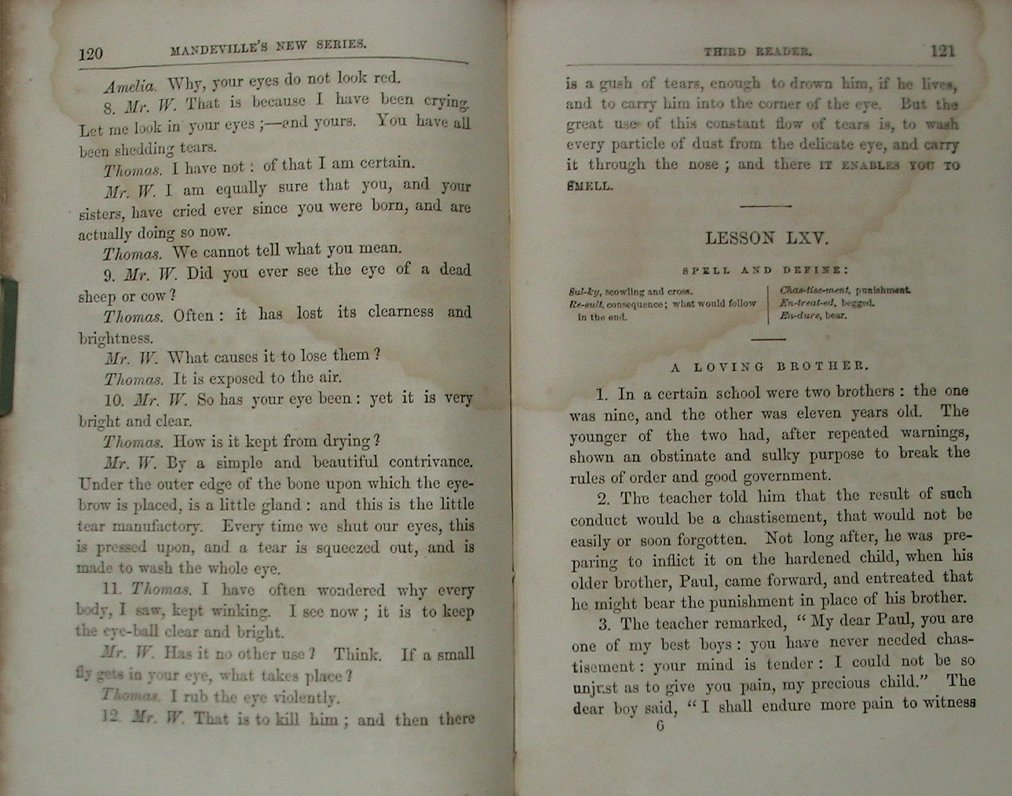 120
MANDEVILLE'S NEW SERIES.
Amelia. Why, your eyes do not look red.
8. Mr. W. That is because I have been crying.
Let me look in your eyes ;—and yours. You have all
been shedding tears.
Thomas. I have not : of that I am certain.
Mr. W. I am equally sure that you, and your
sisters, have cried ever since you were born, and are
actually doing so now.
Thomas. We cannot tell what you mean.
9. Mr. W. Did you ever see the eye of a dead
sheep or cow ?
Thomas. Often : it has lost its clearness and
brightness.
Mr. W. What causes it to lose them ?
Thomas. It is exposed to the air.
10. Mr. W. So has your eye been : yet it is very
bright and clear.
Thomas. How is it kept from drying ?
Mr. W. By a simple and beautiful contrivance.
Under the outer edge of the bone upon which the eye-
brow is placed, is a little gland : and this is the little
tear manufactory. Every time we shut our eyes, this
is pressed upon, and a tear is squeezed out, and is
made to wash the whole eye.
11. Thomas. I have often wondered why every
body, I saw, kept winking. I see now ; it is to keep
the eye-ball clear and bright.
Mr. W. Has it no other use ? Think. If a small
fly gets in your eye, what takes place ?
Thomas. I rub the eye violently.
12. Mr. W. That is to kill him ; and then there
THIRD READER. 121
is a gush of tears, enough to drown him, if he lives,
and to carry him into the corner of the eye. But the
great use of this constant flow of tears is, to wash
every particle of dust from the delicate eye, and carry
it through the nose ; and there IT ENABLES YOU TO
SMELL.
LESSON LXV.
SPELL AND DEFINE:
Sul-ky, scowling and cross.
Re-sult, consequence; what would follow
in the end.
Chas-tise-ment, punishment.
En-treat-ed, begged.
En-dure, bear.
A LOVING BROTHER.
1. In a certain school were two brothers : the one
was nine, and the other was eleven years old. The
younger of the two had, after repeated warnings,
shown an obstinate and sulky purpose to break the
rules of order and good government.
2. The teacher told him that the result of such
conduct would be a chastisement, that would not be
easily or soon forgotten. Not long after, he was pre-
paring to inflict it on the hardened child, when his
older brother, Paul, came forward, and entreated that
he might bear the punishment in place of his brother.
3. The teacher remarked, " My dear Paul, you are
one of my best boys : you have never needed chas-
tisement : your mind is tender : I could not be so
unjust as to give you pain, my precious child." The
dear boy said, " I shall endure more pain to witness
6